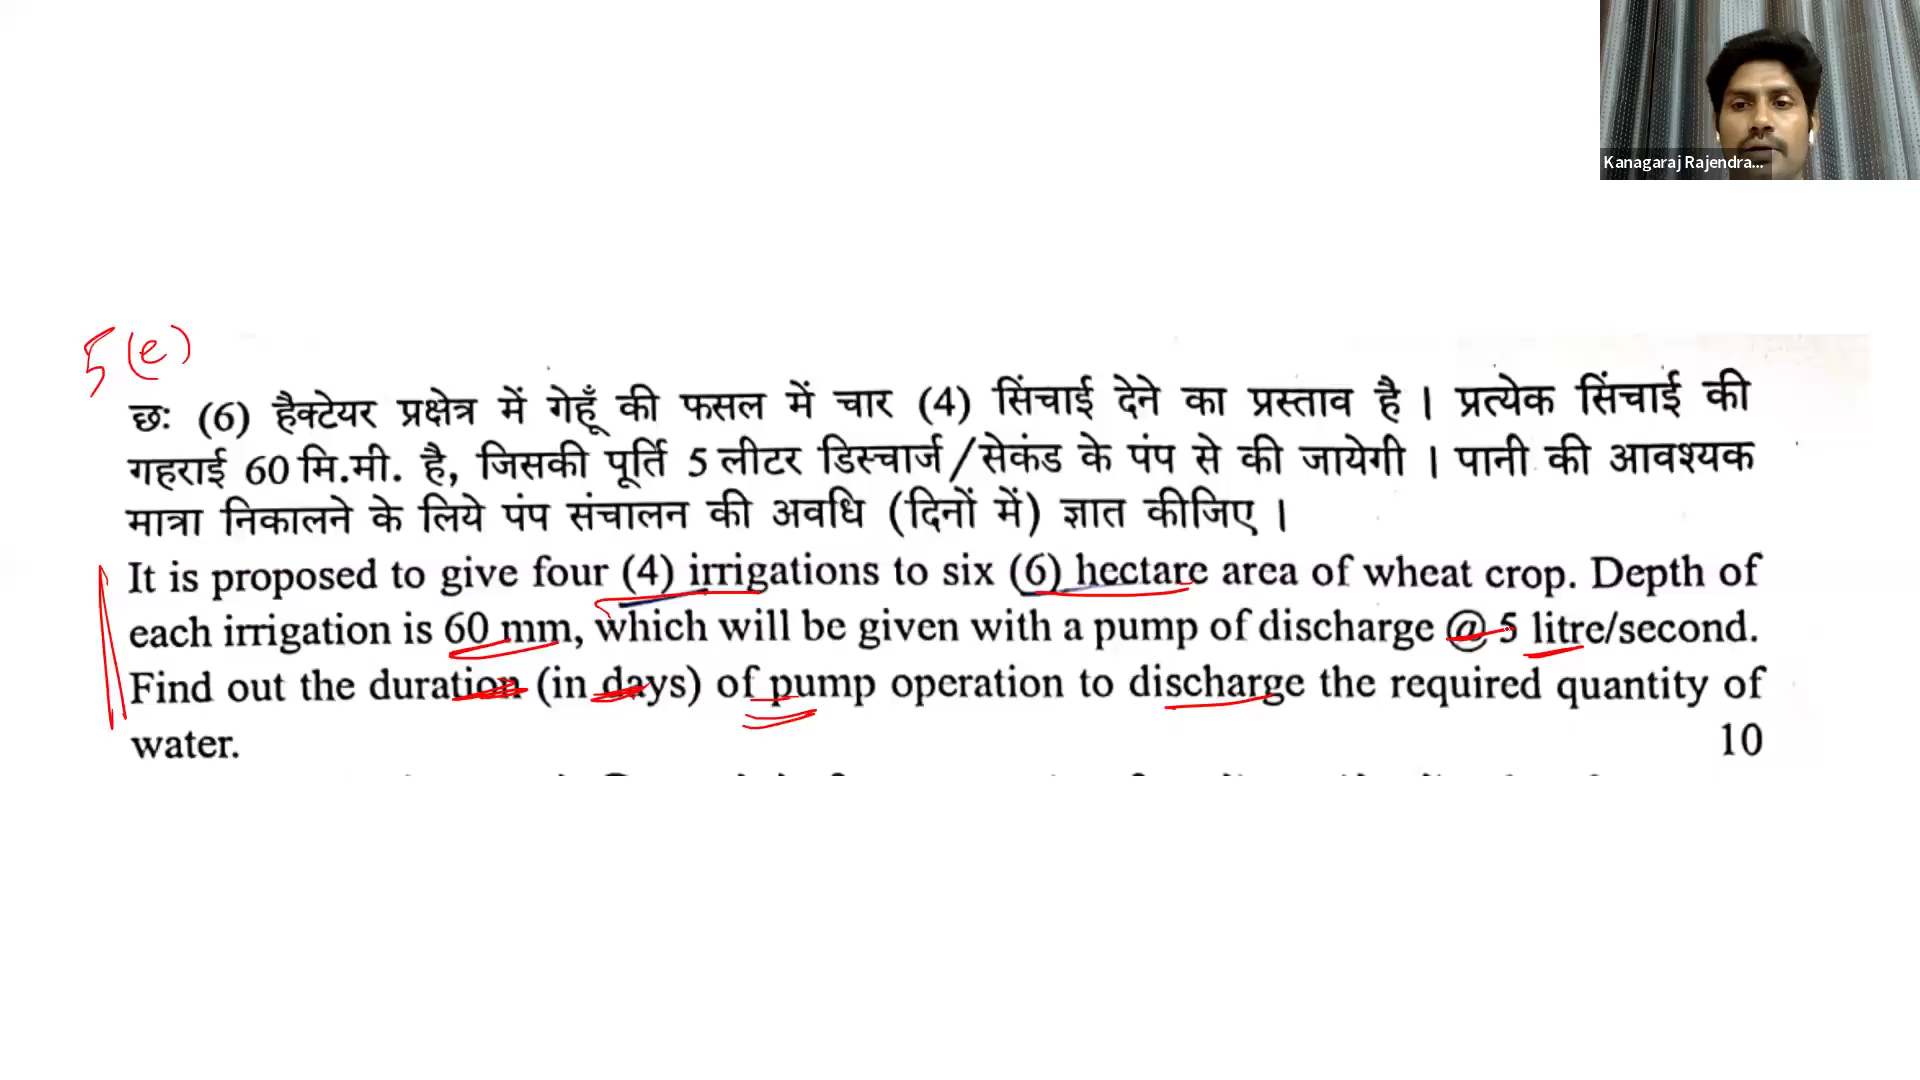 Kanagaraj Rajendra...
5 (e)
छः (6) हैक्टेयर प्रक्षेत्र में गेहूँ की फसल में चार (4) सिंचाई देने का प्रस्ताव है । प्रत्येक सिंचाई की
गहराई 60 मि.मी. है, जिसकी पूर्ति 5 लीटर डिस्चार्ज/सेकंड के पंप से की जायेगी । पानी की आवश्यक
मात्रा निकालने के लिये पंप संचालन की अवधि (दिनों में) ज्ञात कीजिए ।
It is proposed to give four (4) irrigations to six (6) hectare area of wheat crop. Depth of
each irrigation is 60 mm, which will be given with a pump of discharge @ 5 litre/second.
Find out the duration (in days) of pump operation to discharge the required quantity of
water. 10